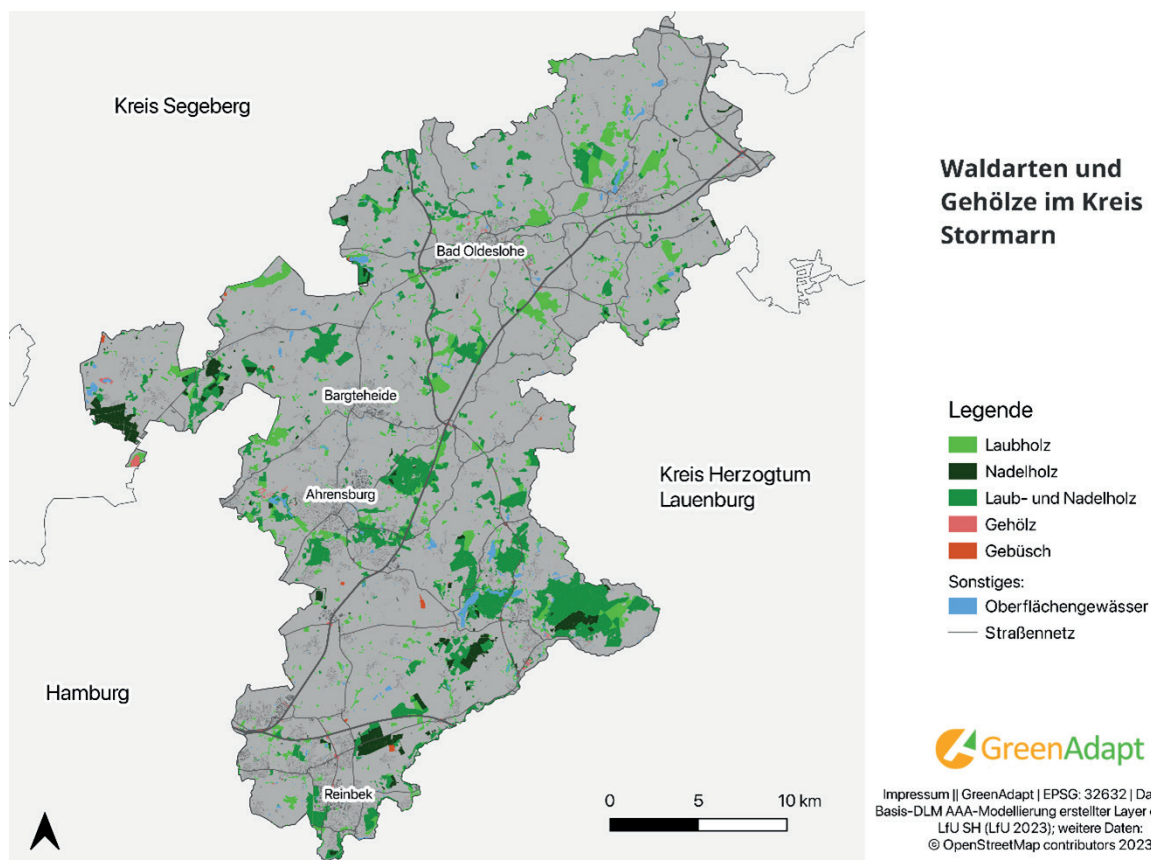 Kreis Segeberg
Waldarten und
Gehölze im Kreis
Stormarn
Bad Oldeslohe
Bargteheide
Ahrensburg
Kreis Herzogtum
Lauenburg
Hamburg
Reinbek
0 5 10 km
Legende
Laubholz
Nadelholz
Laub- und Nadelholz
Gehölz
Gebüsch
Sonstiges:
Oberflächengewässer
Straßennetz
GreenAdapt
Impressum || GreenAdapt | EPSG: 32632 |
Basis-DLM AAA-Modellierung erstellter Layer
LfU SH (LfU 2023); weitere Daten:
© OpenStreetMap contributors 2023